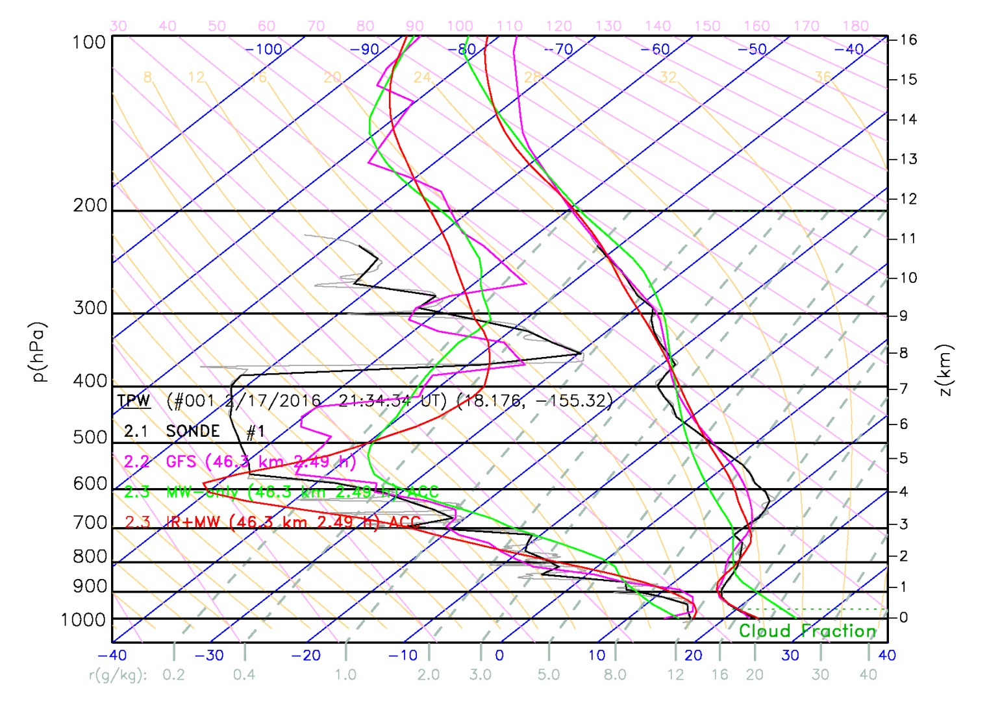 30 40 50 60 70 80 90 100 110 120 130 140 150 160 170 180
100 -100 -90 -80 -70 -60 -50 -40 16
8 12 16 20 24 28 32 36 15
14
13
200 12
11
10
300 9
p(hPa) 8 z(km)
400 7
TPW (#001 2/17/2016 21:34:34 UT) (18.176, -155.32)
2.1 SONDE #1 6
500
2.2 GFS (46.3 km 2.49 h) 5
600
2.3 MW-only (46.3 km 2.49 h) ACC 4
2.3 IR+MW (46.3 km 2.49 h) ACC
700 3
800 2
900 1
1000 0
Cloud Fraction
-40 -30 -20 -10 0 10 20 30 40
r(g/kg): 0.2 0.4 1.0 2.0 3.0 5.0 8.0 12 16 20 30 40